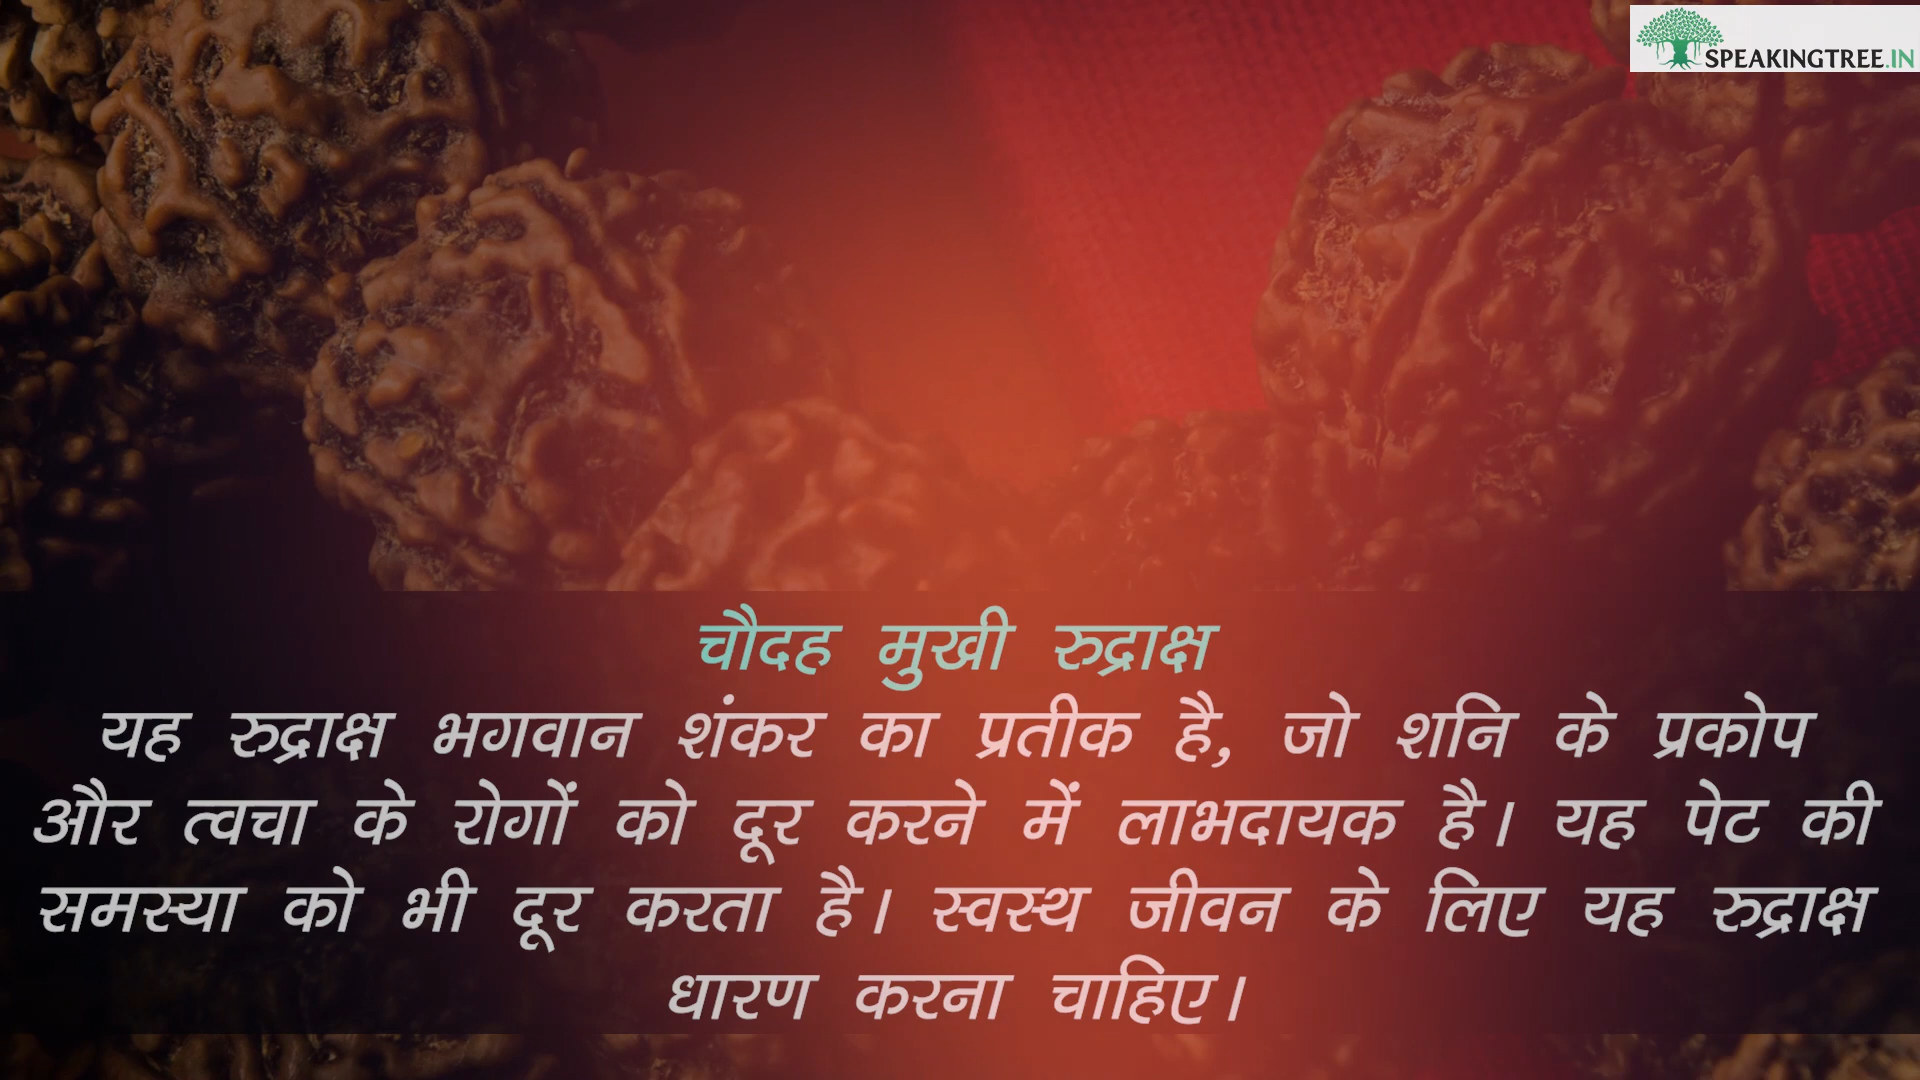 SPEAKINGTREE.IN
चौदह मुखी रुद्राक्ष
यह रुद्राक्ष भगवान शंकर का प्रतीक है, जो शनि के प्रकोप
और त्वचा के रोगों को दूर करने में लाभदायक है। यह पेट की
समस्या को भी दूर करता है। स्वस्थ जीवन के लिए यह रुद्राक्ष
धारण करना चाहिए।